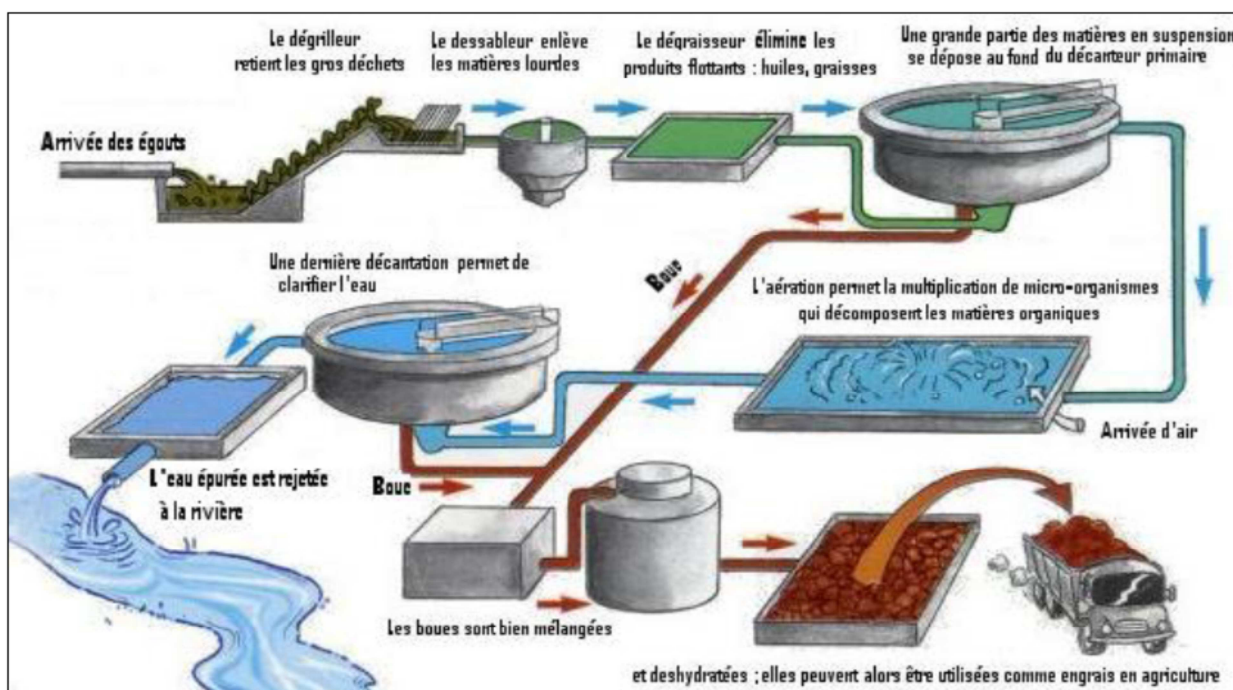 Le dégrilleur
retient les gros déchets
Le dessableur enlève
les matières lourdes
Le dégraisseur élimine les
produits flottants : huiles, graisses
Une grande partie des matières en suspension
se dépose au fond du décanteur primaire
Arrivée des égouts
Une dernière décantation permet de
clarifier l'eau
Boue
L'aération permet la multiplication de micro-organismes
qui décomposent les matières organiques
Arrivée d'air
L'eau épurée est rejetée
à la rivière
Boue
Les boues sont bien mélangées
et deshydratées ; elles peuvent alors être utilisées comme engrais en agriculture